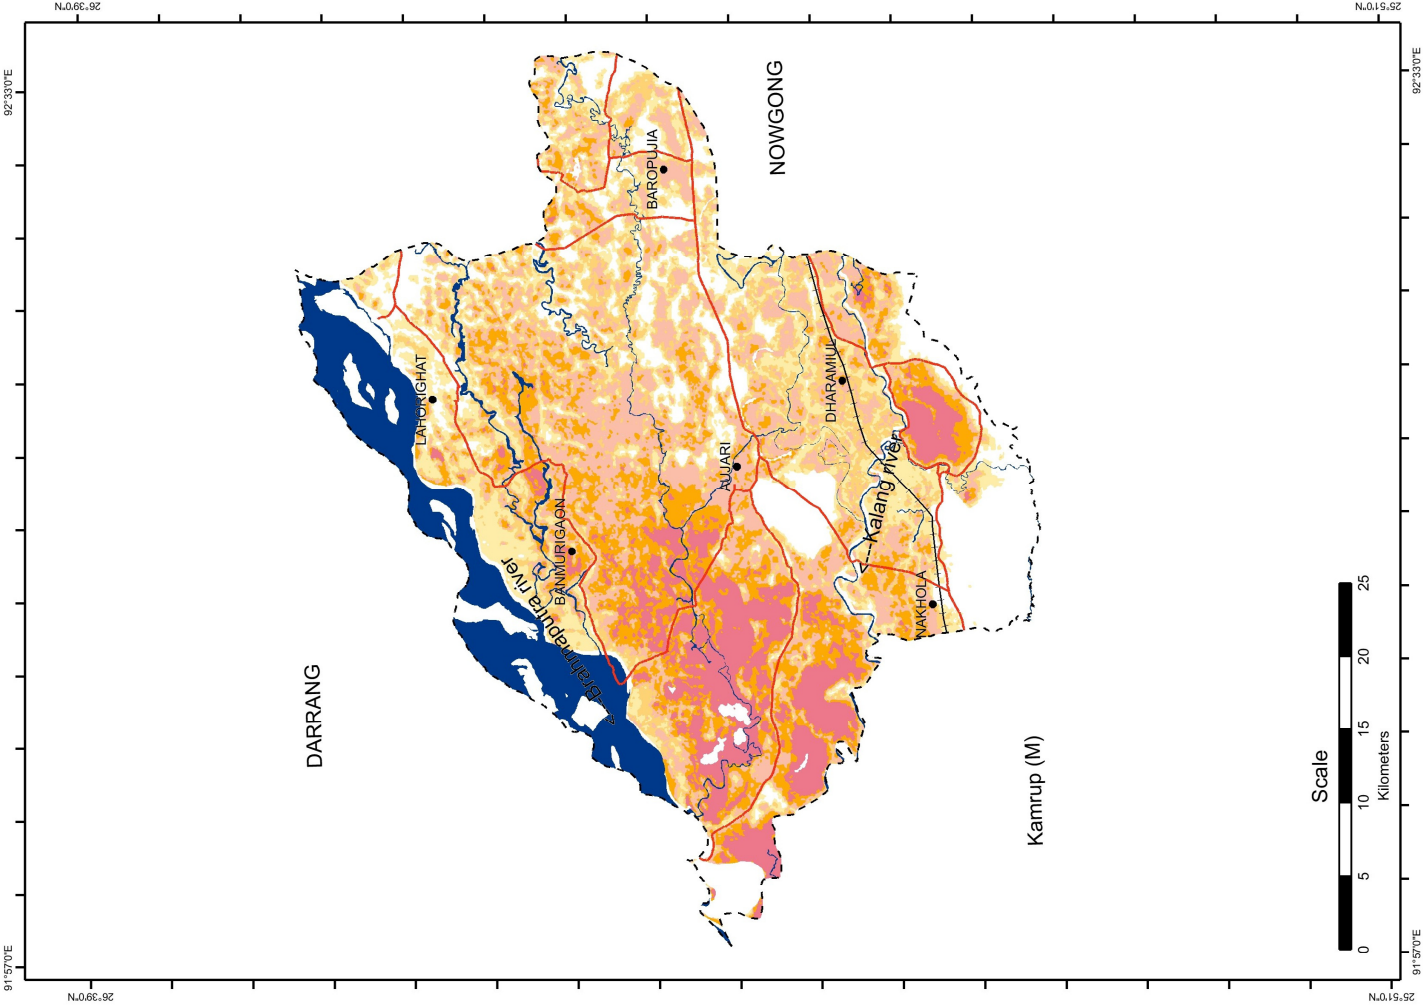 26°39'0"N
25°51'0"N
92°33'0"E
92°33'0"E
NOWGONG
BAROPUJIA
LAHORIGHAT
DHARAMIUL
AUJARI
Kalang river
BANMURIGAON
Brahmaputra river
NAKHOLA
DARRANG
Kamrup (M)
Scale
0 5 10 15 20 25
Kilometers
91°57'0"E
91°57'0"E
26°39'0"N
25°51'0"N